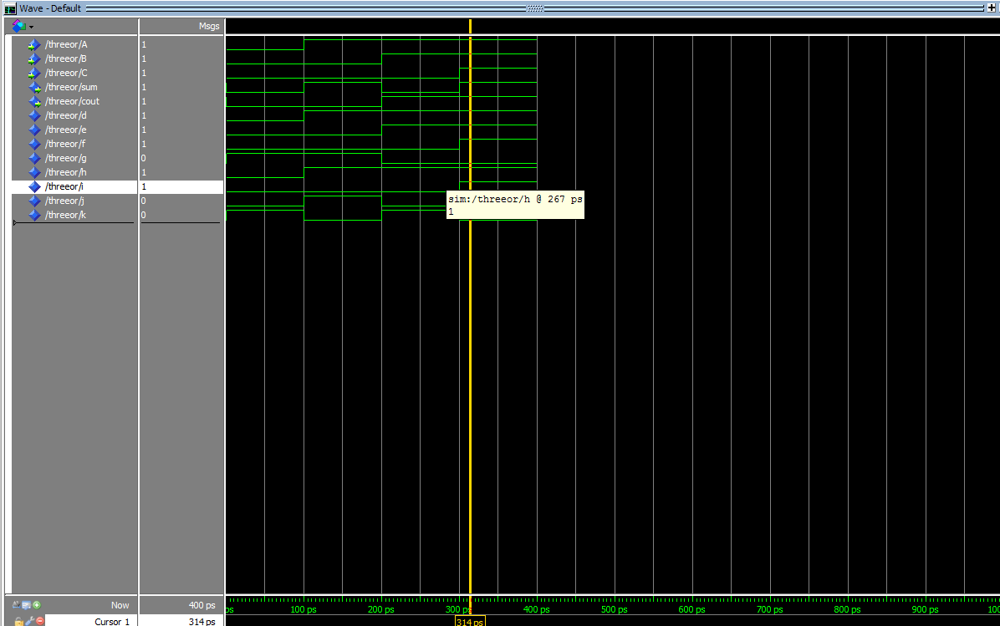 Wave - Default
Msgs
/threeor/A 1
/threeor/B 1
/threeor/C 1
/threeor/sum 1
/threeor/cout 1
/threeor/d 1
/threeor/e 1
/threeor/f 1
/threeor/g 0
/threeor/h 1
/threeor/i 1
/threeor/j 0
/threeor/k 0
sim:/threeor/h @ 267 ps
1
Now 400 ps ps 100 ps 200 ps 300 ps 400 ps 500 ps 600 ps 700 ps 800 ps 900 ps
Cursor 1 314 ps 314 ps